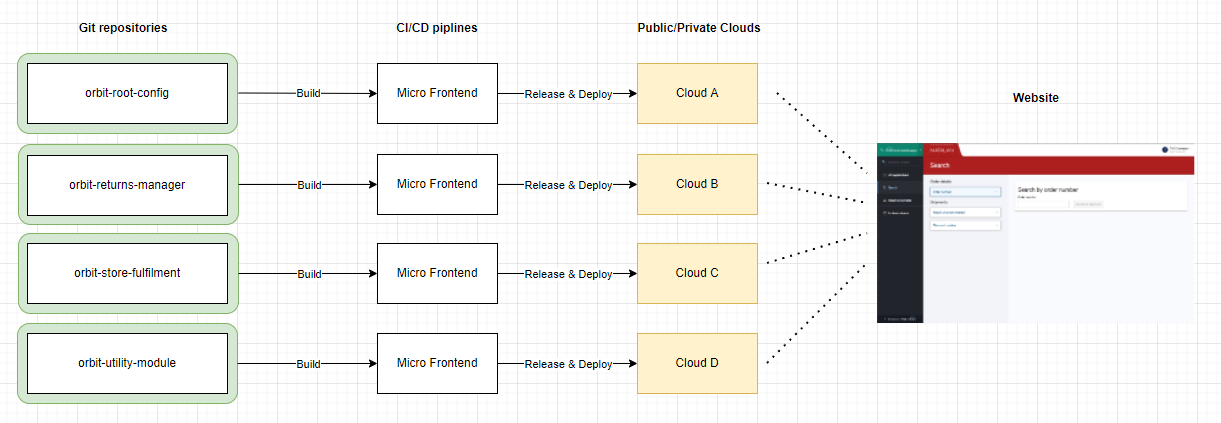 Git repositories
CI/CD piplines
Public/Private Clouds
Website
orbit-root-config
Build
Micro Frontend
Release & Deploy
Cloud A
orbit-returns-manager
Build
Micro Frontend
Release & Deploy
Cloud B
orbit-store-fulfilment
Build
Micro Frontend
Release & Deploy
Cloud C
orbit-utility-module
Build
Micro Frontend
Release & Deploy
Cloud D
Search
Search by order number